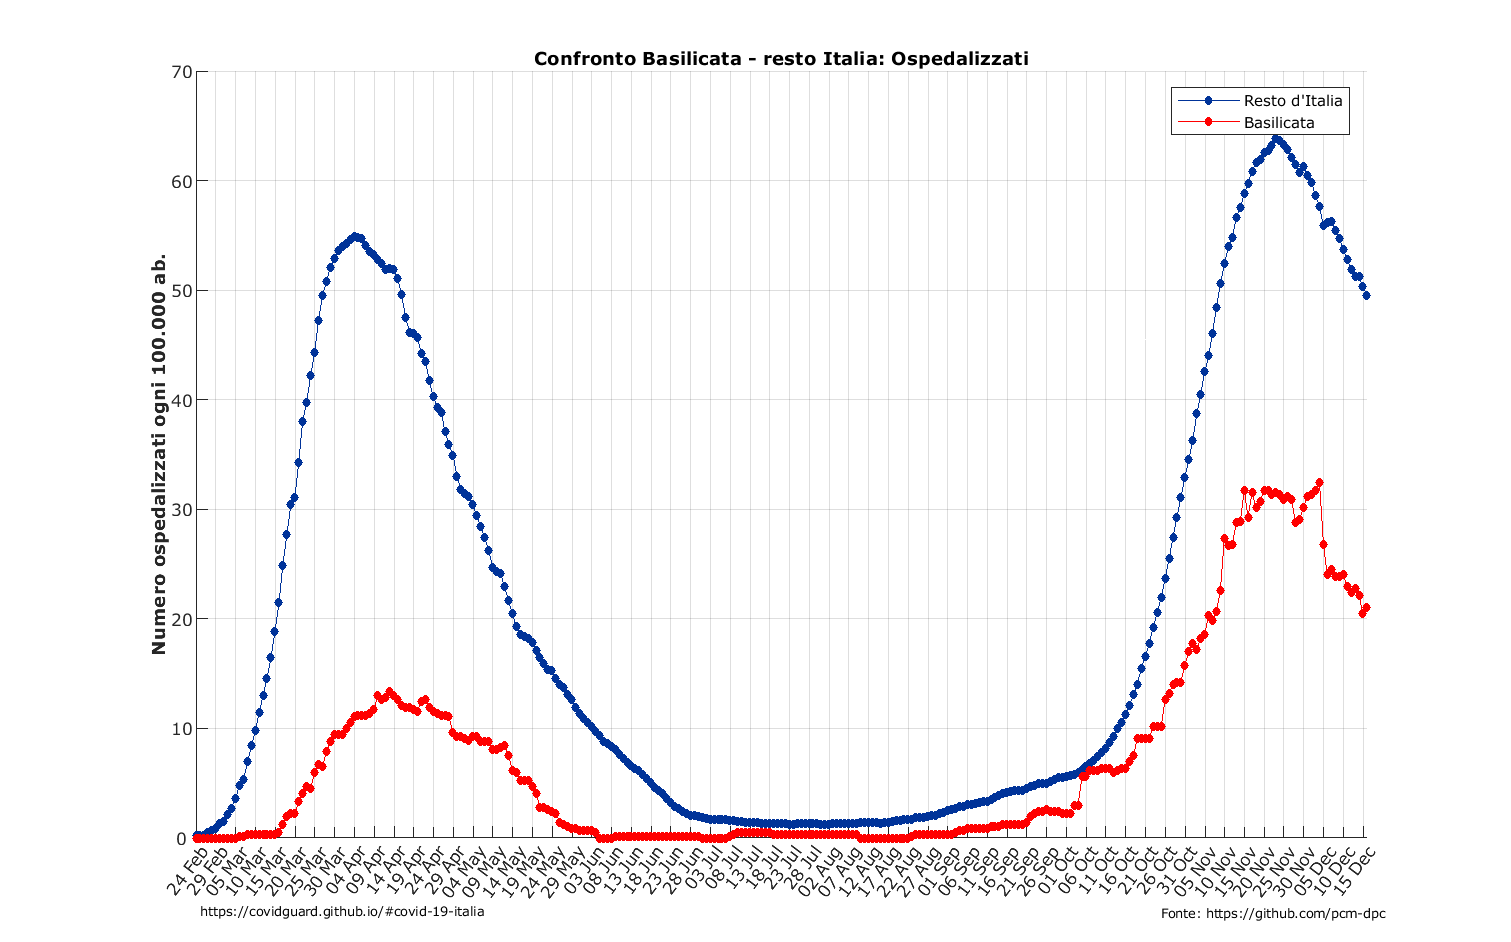 Confronto Basilicata - resto Italia: Ospedalizzati
Resto d'Italia
Basilicata
Numero ospedalizzati ogni 100.000 ab.
70
60
50
40
30
20
10
0
24 Feb
29 Feb
05 Mar
10 Mar
15 Mar
20 Mar
25 Mar
30 Mar
04 Apr
09 Apr
14 Apr
19 Apr
24 Apr
29 Apr
04 May
09 May
14 May
19 May
24 May
29 May
03 Jun
08 Jun
13 Jun
18 Jun
23 Jun
28 Jun
03 Jul
08 Jul
13 Jul
18 Jul
23 Jul
28 Jul
02 Aug
07 Aug
12 Aug
17 Aug
22 Aug
27 Aug
01 Sep
06 Sep
11 Sep
16 Sep
21 Sep
26 Sep
01 Oct
06 Oct
11 Oct
16 Oct
21 Oct
26 Oct
31 Oct
05 Nov
10 Nov
15 Nov
20 Nov
25 Nov
30 Nov
05 Dec
10 Dec
15 Dec
https://covidguard.github.io/#covid-19-italia
Fonte: https://github.com/pcm-dpc